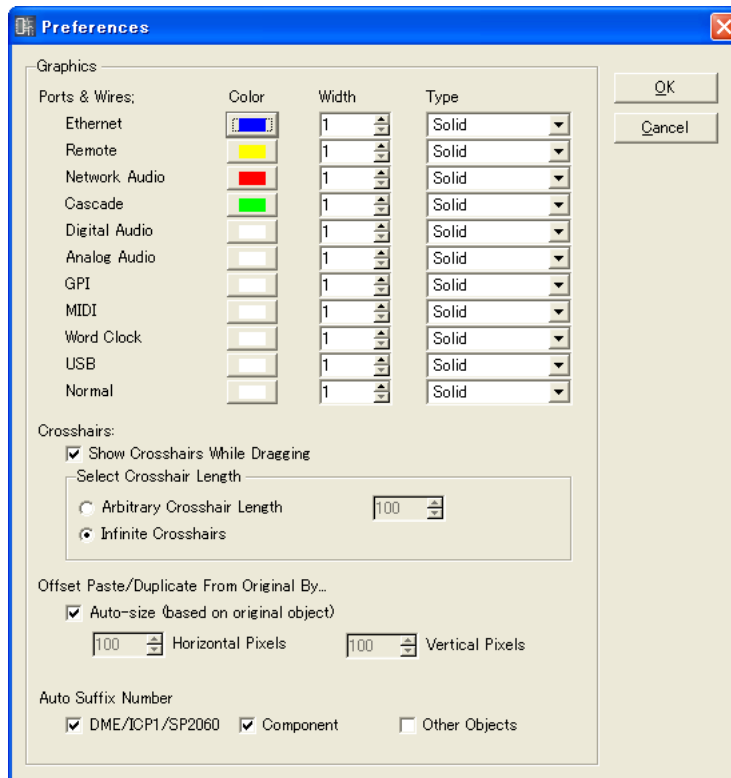 Preferences
Graphics
OK
Cancel
Ports & Wires; Color Width Type
Ethernet 1 Solid
Remote 1 Solid
Network Audio 1 Solid
Cascade 1 Solid
Digital Audio 1 Solid
Analog Audio 1 Solid
GPI 1 Solid
MIDI 1 Solid
Word Clock 1 Solid
USB 1 Solid
Normal 1 Solid
Crosshairs:
Show Crosshairs While Dragging
Select Crosshair Length
Arbitrary Crosshair Length 100
Infinite Crosshairs
Offset Paste/Duplicate From Original By...
Auto-size (based on original object)
100 Horizontal Pixels 100 Vertical Pixels
Auto Suffix Number
DME/ICP1/SP2060 Component Other Objects